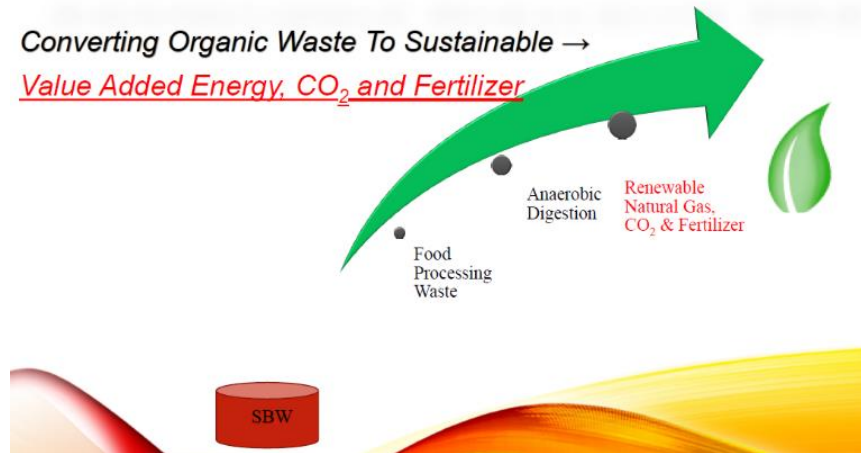 Converting Organic Waste To Sustainable →
Value Added Energy, CO₂ and Fertilizer
Anaerobic
Digestion
Renewable
Natural Gas,
CO₂ & Fertilizer
Food
Processing
Waste
SBW